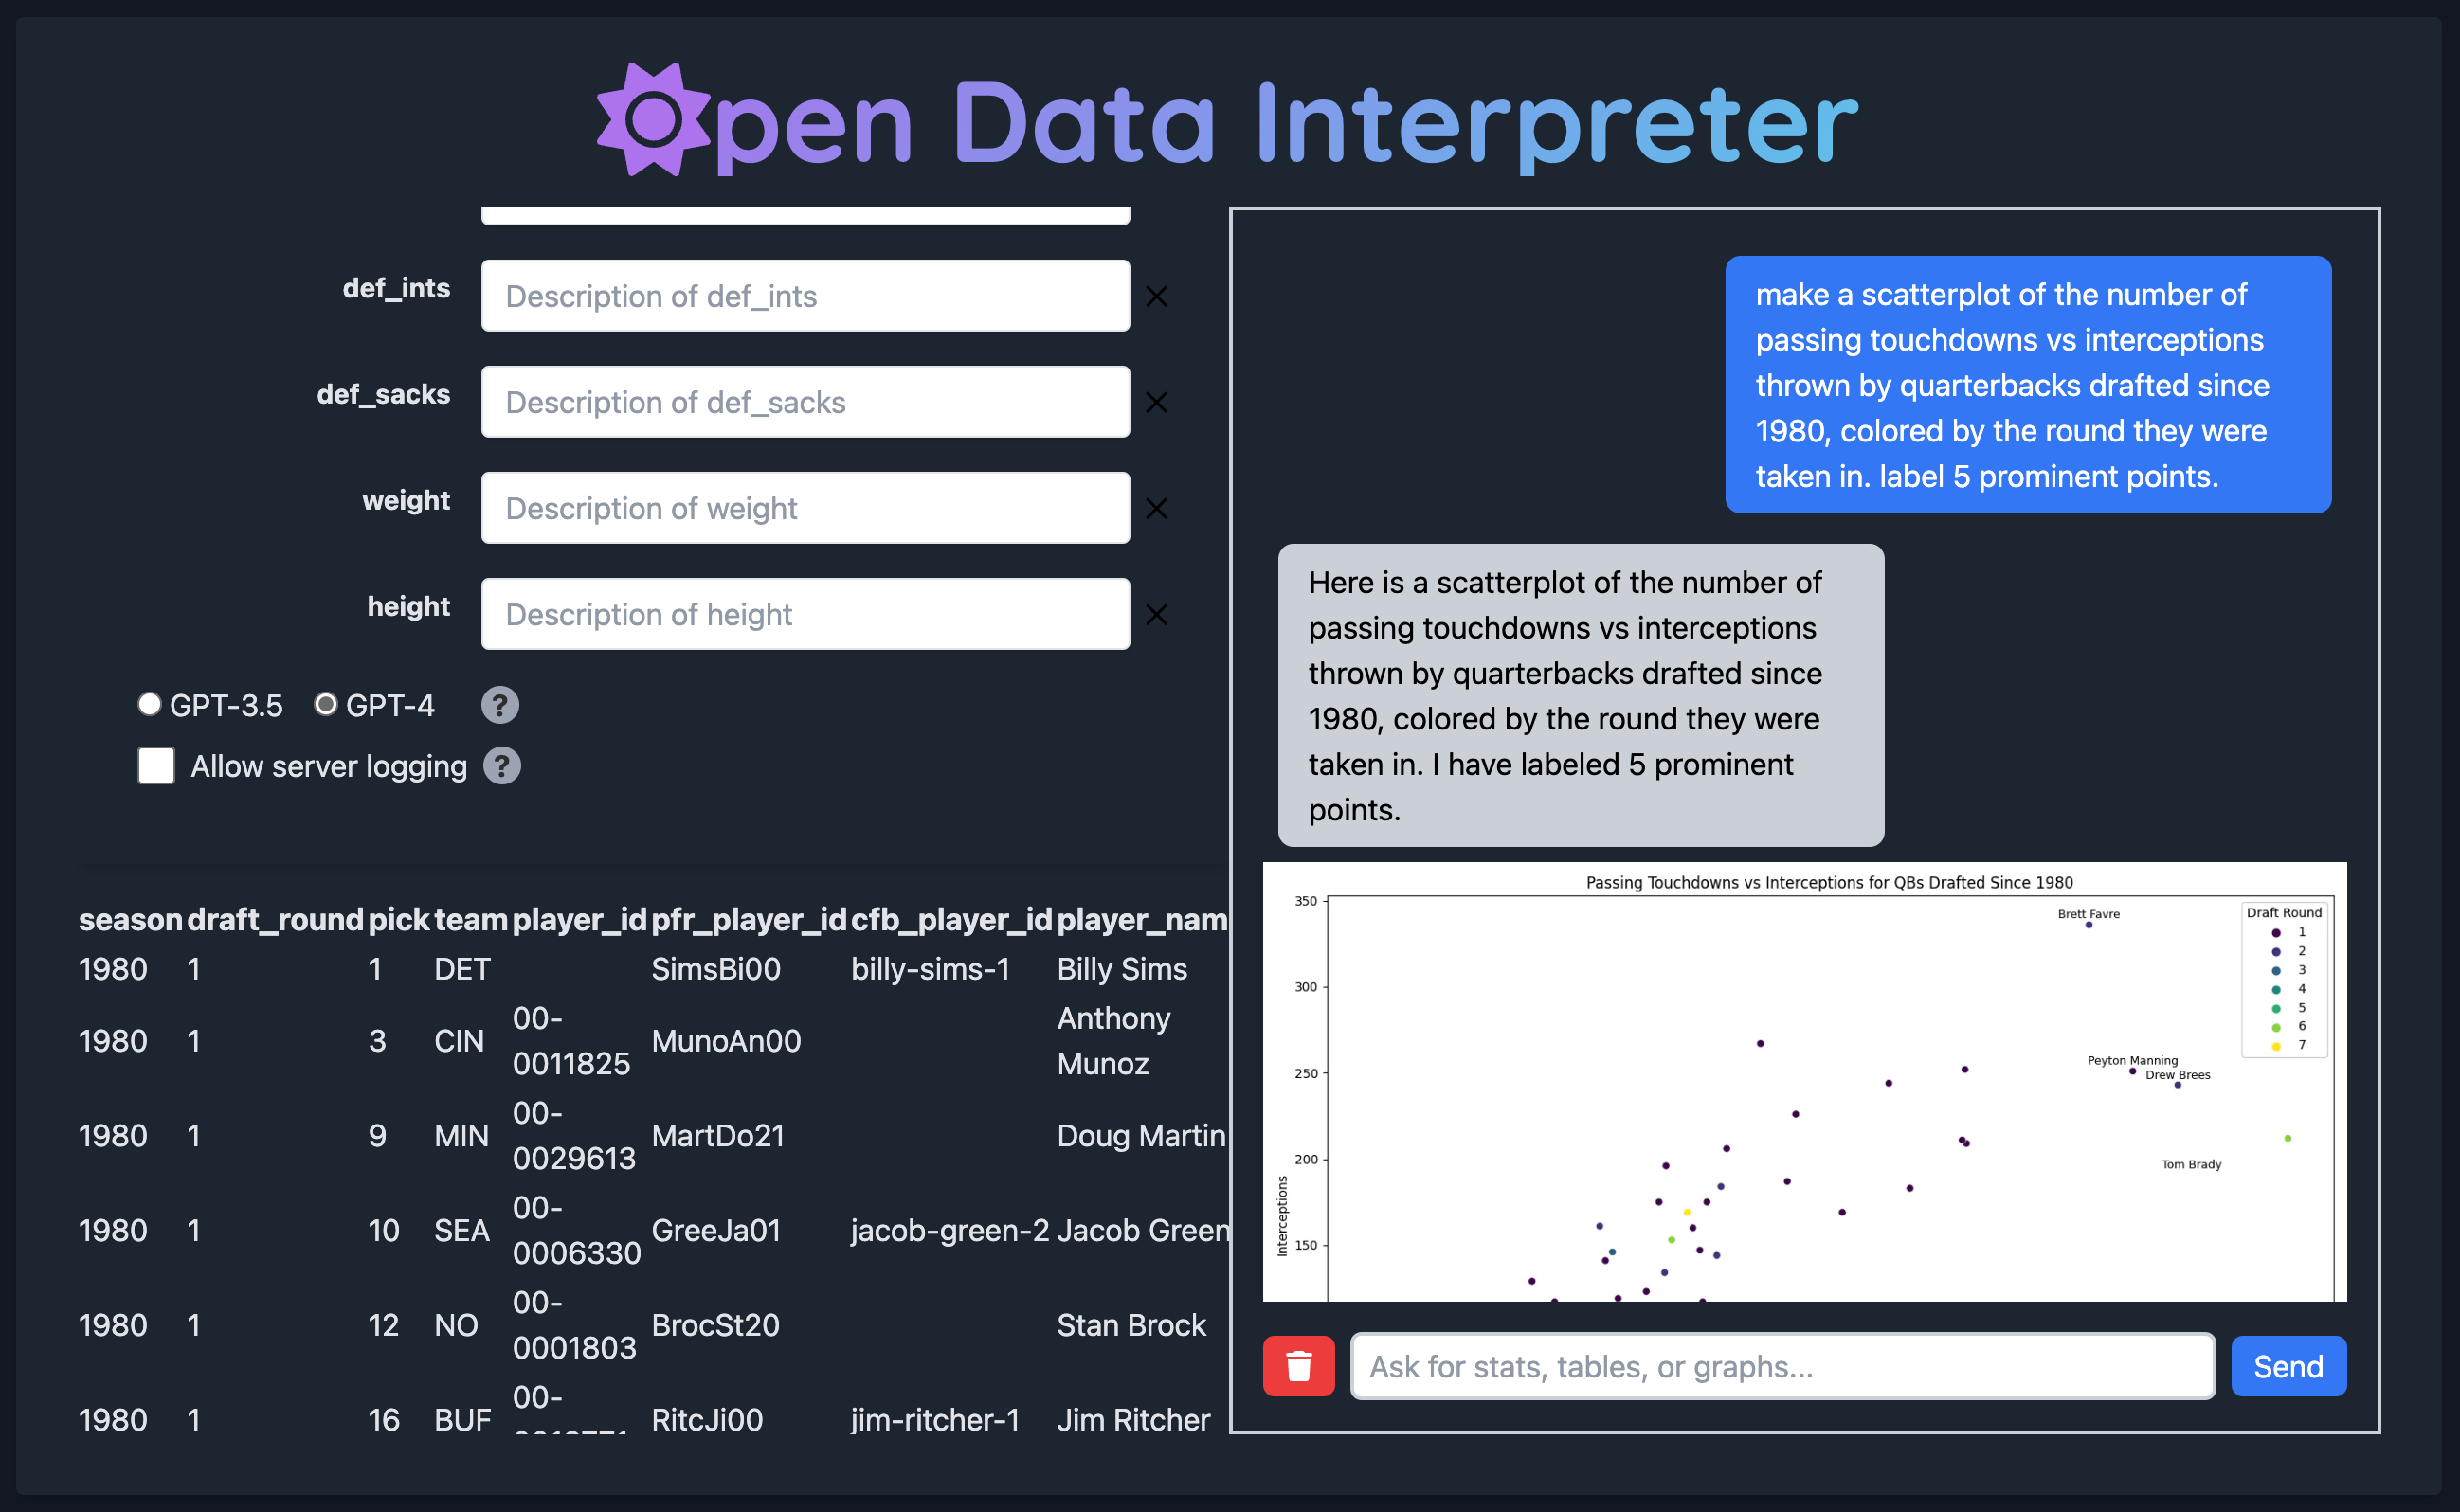 Open Data Interpreter
def_ints
Description of def_ints
def_sacks
Description of def_sacks
weight
Description of weight
height
Description of height
GPT-3.5 GPT-4 ?
Allow server logging ?
season draft_round pick team player_id pfr_player_id cfb_player_id player_nam
1980 1 1 DET SimsBi00 billy-sims-1 Billy Sims
1980 1 3 CIN 00-0011825 MunoAn00 Anthony Munoz
1980 1 9 MIN 00-0029613 MartDo21 Doug Martin
1980 1 10 SEA 00-0006330 GreeJa01 jacob-green-2 Jacob Green
1980 1 12 NO 00-0001803 BrocSt20 Stan Brock
1980 1 16 BUF 00- RitcJi00 jim-ritcher-1 Jim Ritcher
make a scatterplot of the number of
passing touchdowns vs interceptions
thrown by quarterbacks drafted since
1980, colored by the round they were
taken in. label 5 prominent points.
Here is a scatterplot of the number of
passing touchdowns vs interceptions
thrown by quarterbacks drafted since
1980, colored by the round they were
taken in. I have labeled 5 prominent
points.
Passing Touchdowns vs Interceptions for QBs Drafted Since 1980
350
300
250
200
150
Interceptions
Brett Favre
Peyton Manning
Drew Brees
Tom Brady
Draft Round
1
2
3
4
5
6
7
Ask for stats, tables, or graphs...
Send